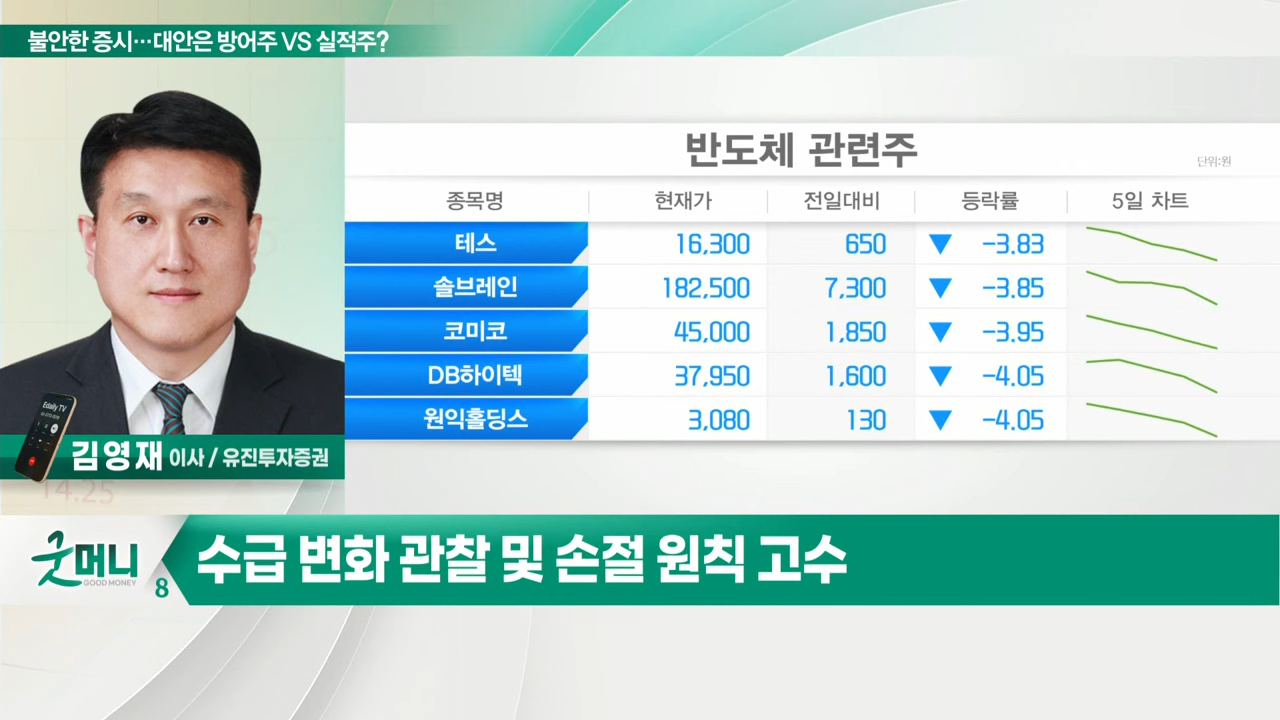 불안한 증시…대안은 방어주 VS 실적주?
반도체 관련주
단위:원
종목명 현재가 전일대비 등락률 5일 차트
테스 16,300 650 ▼ -3.83
솔브레인 182,500 7,300 ▼ -3.85
코미코 45,000 1,850 ▼ -3.95
DB하이텍 37,950 1,600 ▼ -4.05
원익홀딩스 3,080 130 ▼ -4.05
Edaily TV
김영재 이사 / 유진투자증권
14.25
굿머니
GOOD MONEY
8
수급 변화 관찰 및 손절 원칙 고수